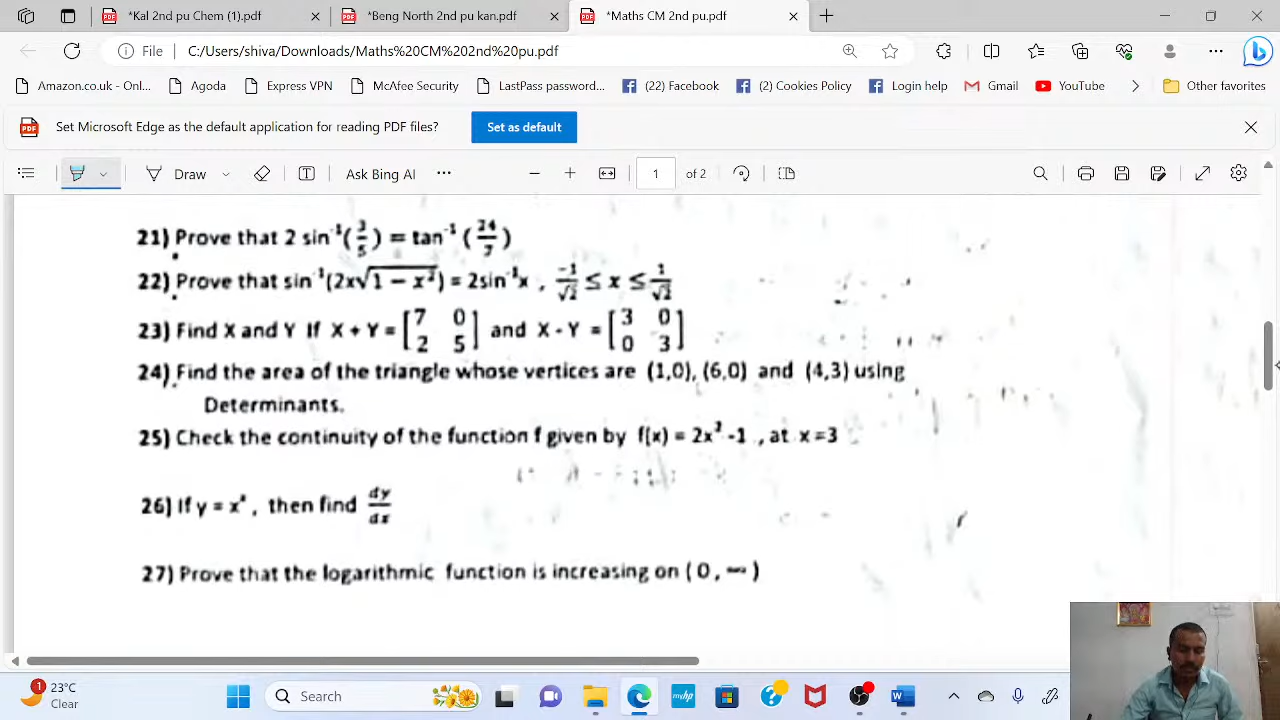 *Ka1 2nd pu Chem (1).pdf
*Beng North 2nd pu kan.pdf
*Maths CM 2nd pu.pdf
File C:/Users/shiva/Downloads/Maths%20CM%202nd%20pu.pdf
Amazon.co.uk - Onl... Agoda Express VPN McAfee Security LastPass password... (22) Facebook (2) Cookies Policy Login help Gmail YouTube Other favorites
PDF Set Microsoft Edge as the default application for reading PDF files? Set as default
Draw Ask Bing AI 1 of 2
21) Prove that 2 sin⁻¹(3/5) = tan⁻¹(24/7)
22) Prove that sin⁻¹(2x√1 − x²) = 2sin⁻¹x , −1/√2 ≤ x ≤ 1/√2
23) Find X and Y If X + Y = [7 0 2 5] and X - Y = [3 0 0 3]
24) Find the area of the triangle whose vertices are (1,0), (6,0) and (4,3) using
Determinants.
25) Check the continuity of the function f given by f(x) = 2x² -1 , at x =3
26) If y = xˣ , then find dy/dx
27) Prove that the logarithmic function is increasing on ( 0 , ∞ )
1 23°C
Clear
Search
myhp